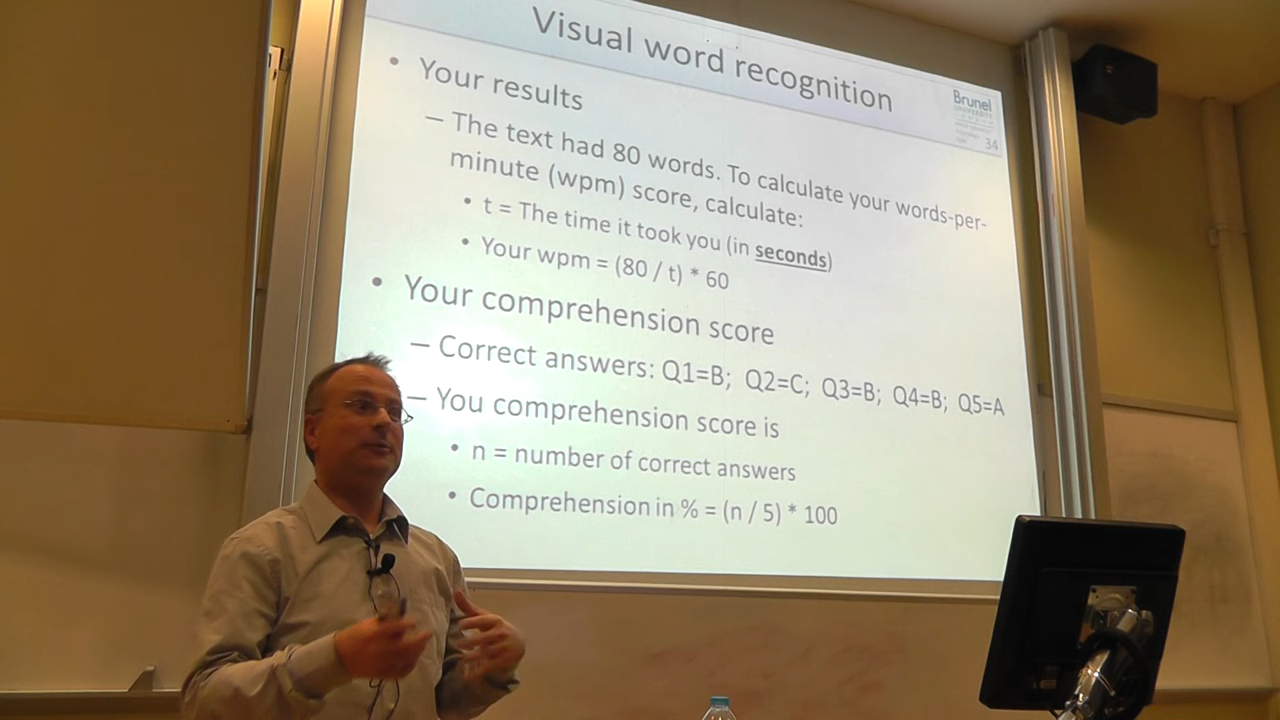 Visual word recognition
Brunel
UNIVERSITY
LONDON
34
• Your results
– The text had 80 words. To calculate your words-per-
minute (wpm) score, calculate:
• t = The time it took you (in seconds)
• Your wpm = (80 / t) * 60
• Your comprehension score
– Correct answers: Q1=B; Q2=C; Q3=B; Q4=B; Q5=A
– You comprehension score is
• n = number of correct answers
• Comprehension in % = (n / 5) * 100